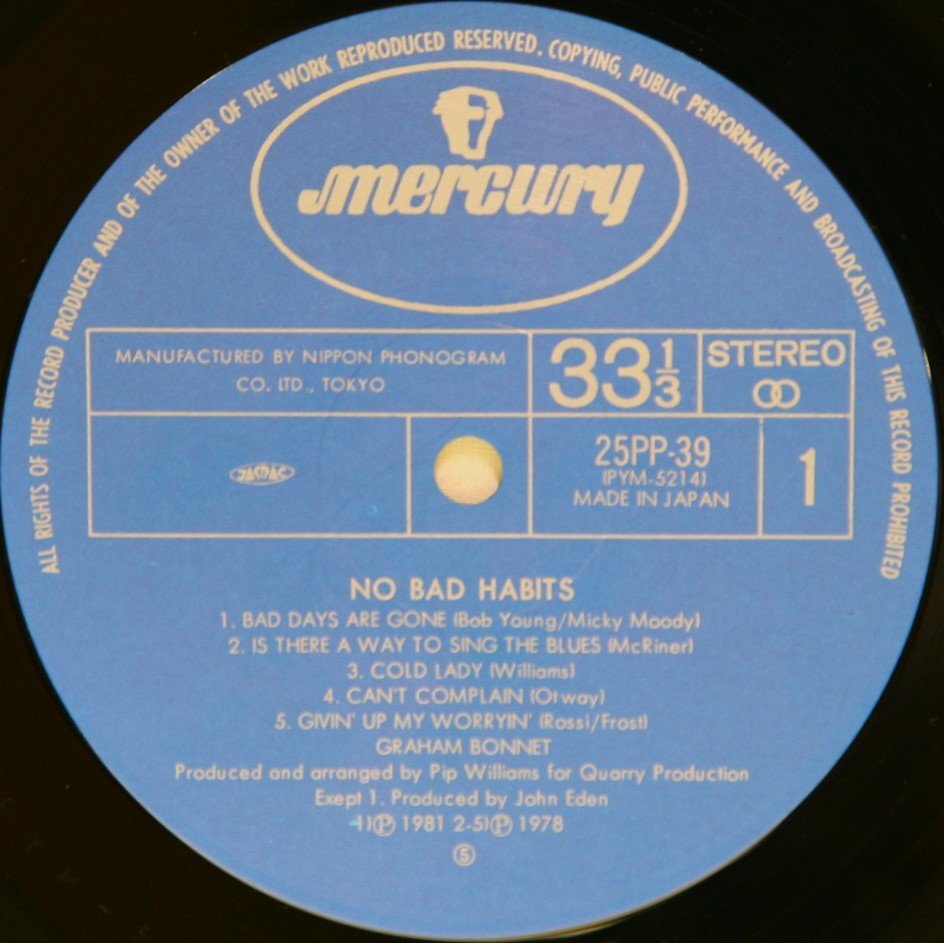 ALL RIGHTS OF THE RECORD PRODUCER AND OF THE OWNER OF THE WORK REPRODUCED RESERVED. COPYING, PUBLIC PERFORMANCE AND BROADCASTING OF THIS RECORD PROHIBITED
mercury
MANUFACTURED BY NIPPON PHONOGRAM
CO. LTD., TOKYO
33 1/3
STEREO
JASRAC
25PP-39
(PYM-5214)
MADE IN JAPAN
1
NO BAD HABITS
1. BAD DAYS ARE GONE (Bob Young/Micky Moody)
2. IS THERE A WAY TO SING THE BLUES (McRiner)
3. COLD LADY (Williams)
4. CAN'T COMPLAIN (Otway)
5. GIVIN' UP MY WORRYIN' (Rossi/Frost)
GRAHAM BONNET
Produced and arranged by Pip Williams for Quarry Production
Exept 1. Produced by John Eden
1)Ⓟ 1981 2-5)Ⓟ 1978
⑤